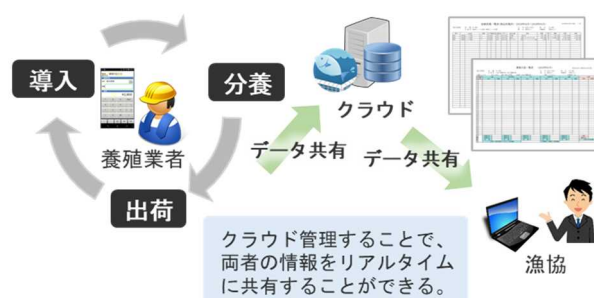 導入
養殖業者
分養
出荷
クラウド
データ共有
データ共有
漁協
クラウド管理することで、
両者の情報をリアルタイム
に共有することができる。